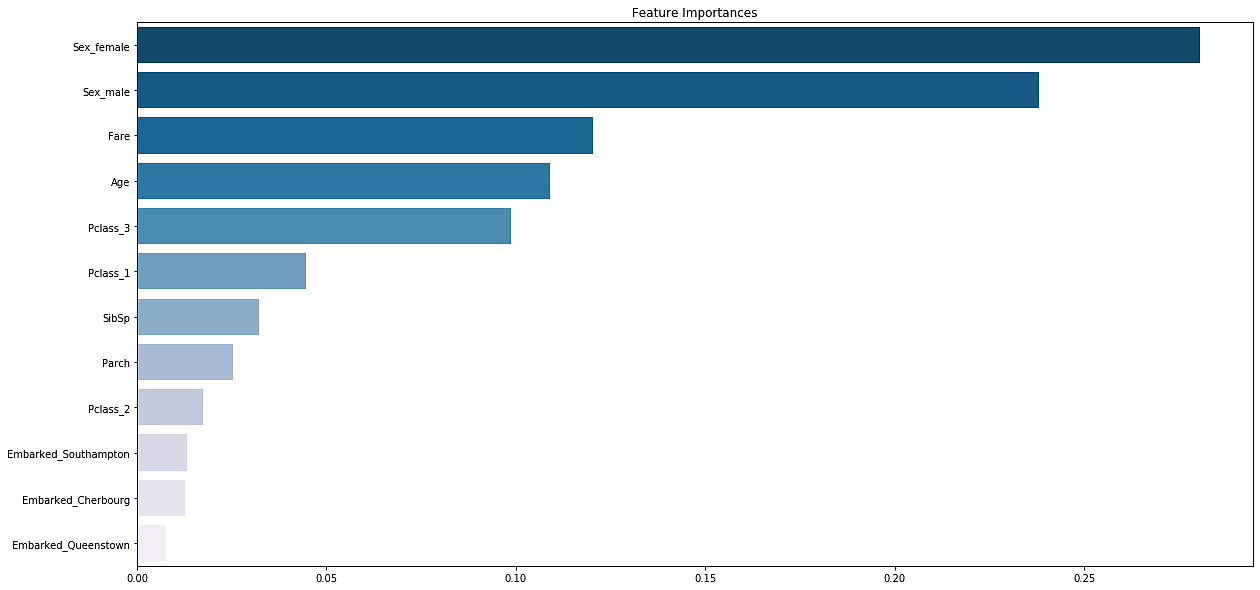 Feature Importances
Sex_female
Sex_male
Fare
Age
Pclass_3
Pclass_1
SibSp
Parch
Pclass_2
Embarked_Southampton
Embarked_Cherbourg
Embarked_Queenstown
0.00 0.05 0.10 0.15 0.20 0.25